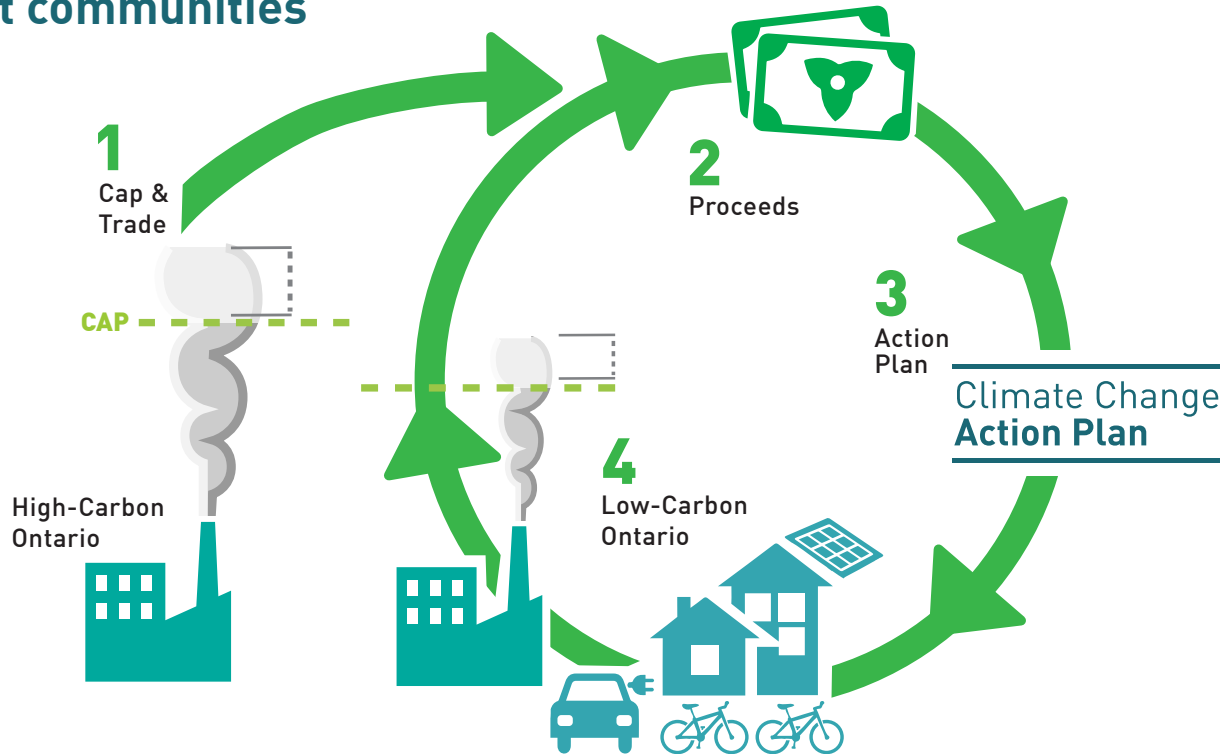 t communities
1
Cap &
Trade
2
Proceeds
CAP
3
Action
Plan
Climate Change
Action Plan
4
Low-Carbon
Ontario
High-Carbon
Ontario